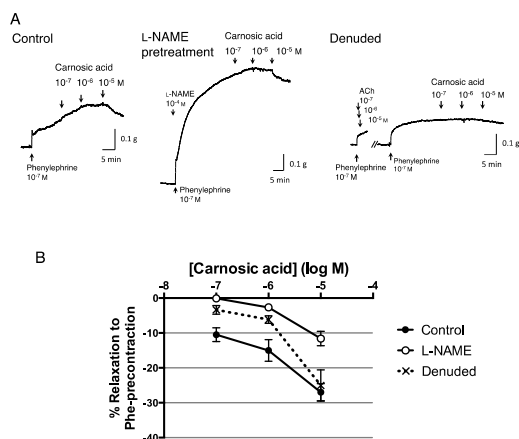 A
Control
Carnosic acid
10-7 10-6 10-5 M
0.1 g
5 min
Phenylephrine
10-7 M
L-NAME
pretreatment
Carnosic acid
10-7 10-6 10-5 M
L-NAME
10-4 M
0.1 g
5 min
Phenylephrine
10-7 M
Denuded
ACh
10-7
10-6
10-5 M
Carnosic acid
10-7 10-6 10-5 M
0.1 g
5 min
Phenylephrine
10-7 M
B
[Carnosic acid] (log M)
-8 -7 -6 -5 -4
0
-10
-20
-30
-40
% Relaxation to
Phe-precontraction
Control
L-NAME
Denuded